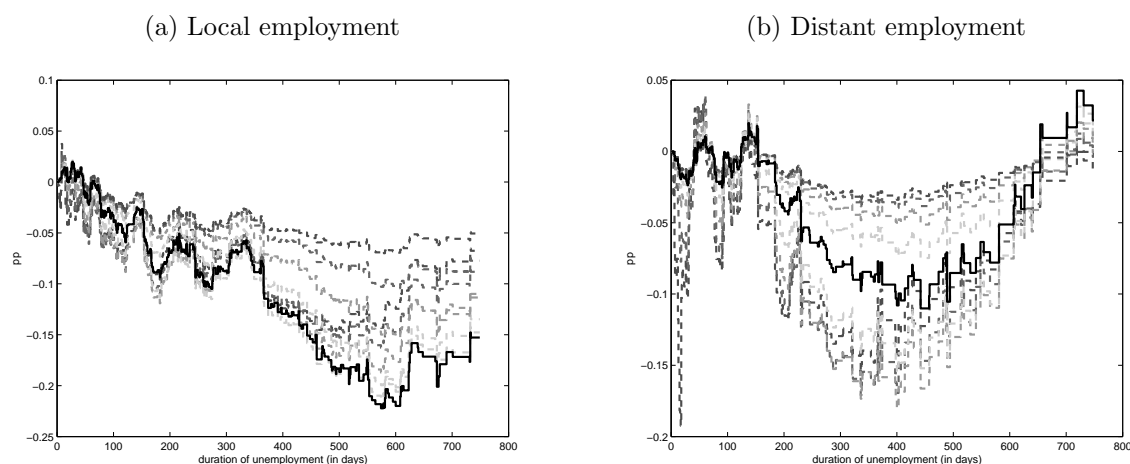 (a) Local employment
(b) Distant employment
0.1
0.05
0
−0.05
−0.1
−0.15
−0.2
−0.25
pp
0 100 200 300 400 500 600 700 800
duration of unemployment (in days)
0.05
0
−0.05
−0.1
−0.15
−0.2
pp
0 100 200 300 400 500 600 700 800
duration of unemployment (in days)